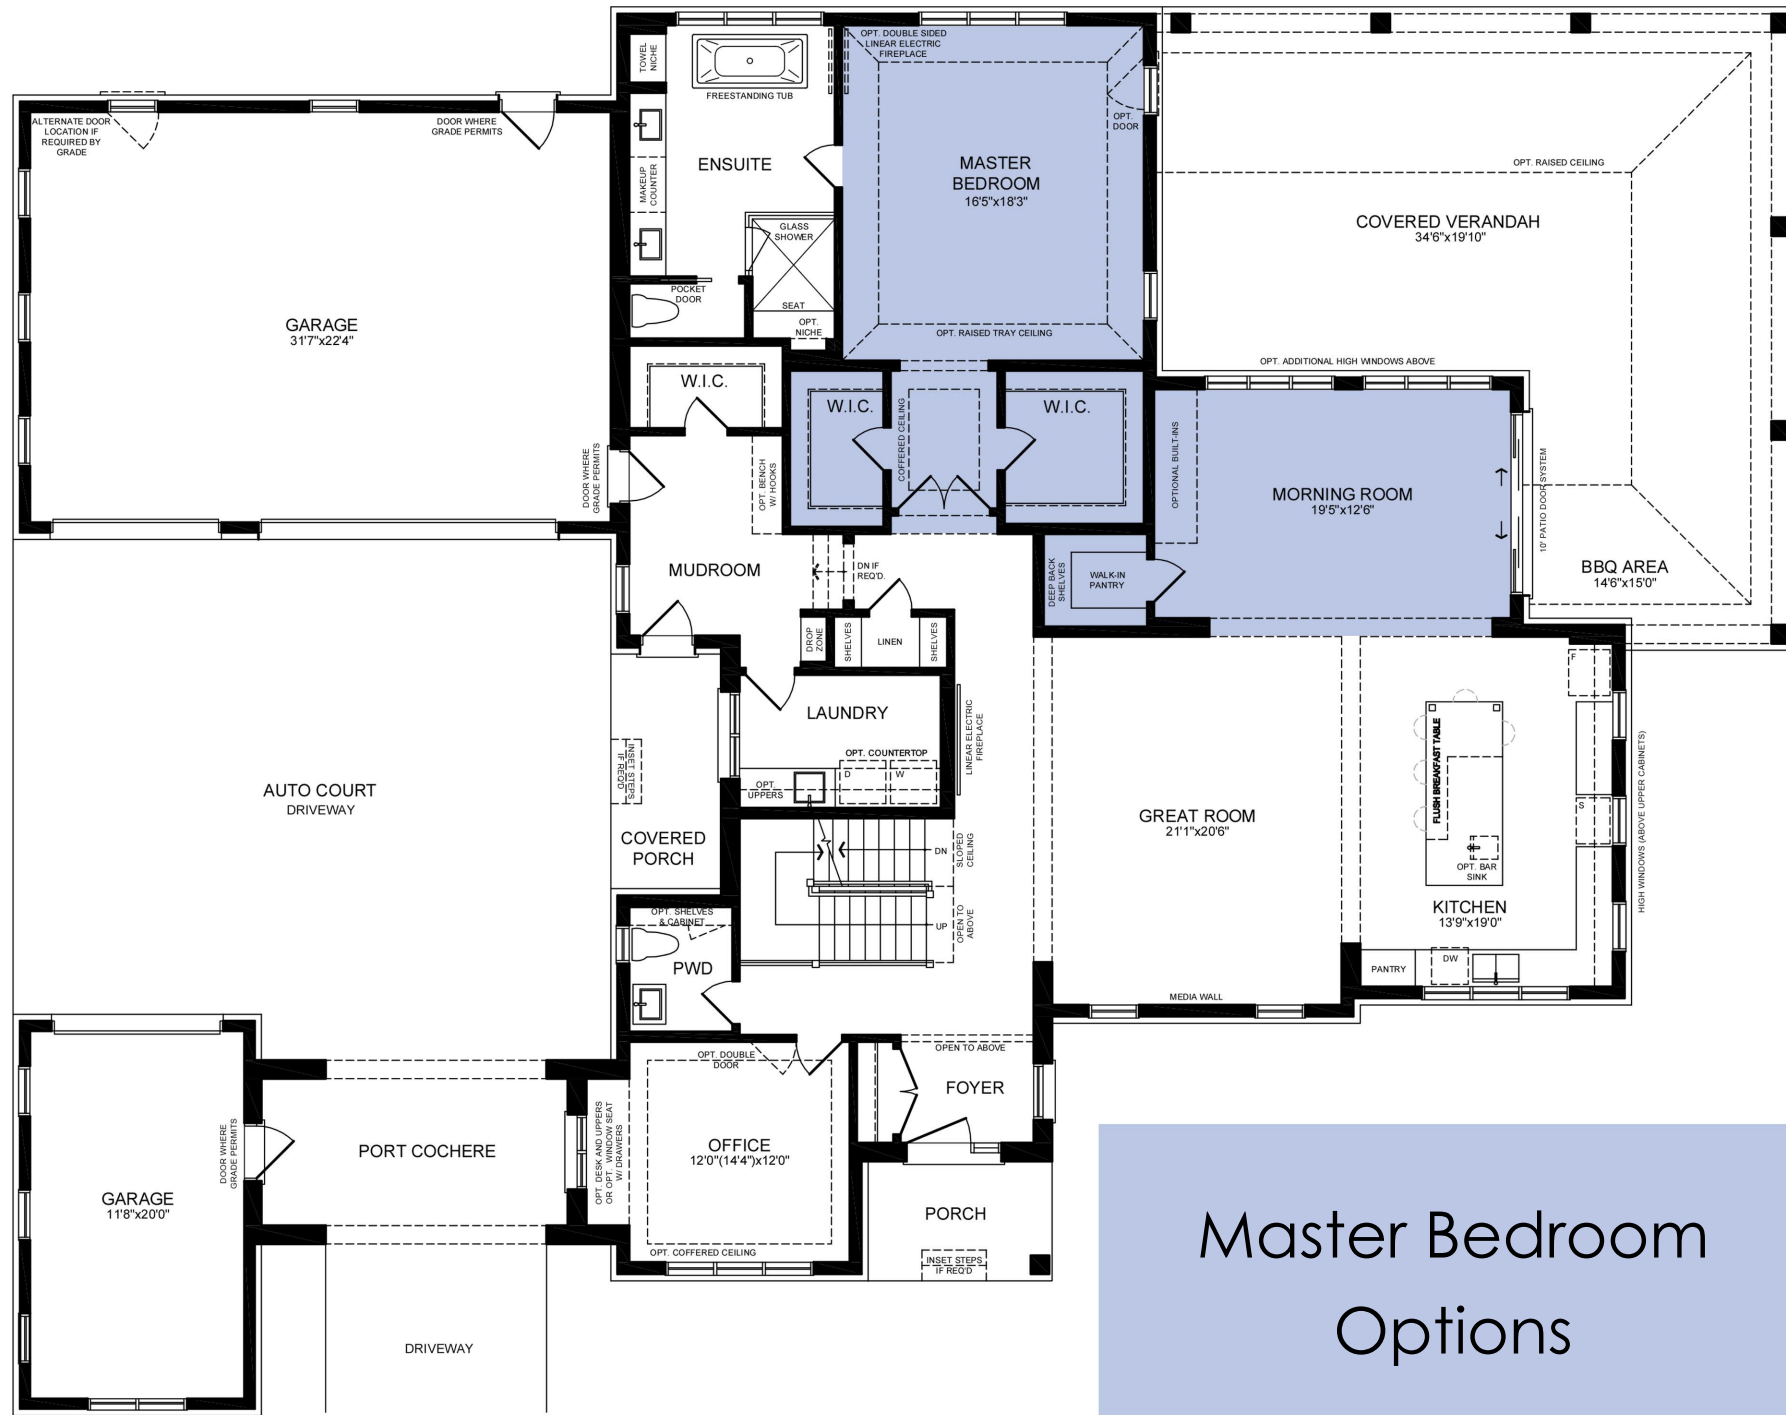 OPT. DOUBLE SIDED
LINEAR ELECTRIC
FIREPLACE
TOWEL
NICHE
FREESTANDING TUB
ALTERNATE DOOR
LOCATION IF
REQUIRED BY
GRADE
DOOR WHERE
GRADE PERMITS
OPT.
DOOR
ENSUITE
MAKEUP
COUNTER
MASTER
BEDROOM
16'5"x18'3"
OPT. RAISED CEILING
COVERED VERANDAH
34'6"x19'10"
GLASS
SHOWER
POCKET
DOOR
SEAT
OPT.
NICHE
GARAGE
31'7"x22'4"
OPT. RAISED TRAY CEILING
OPT. ADDITIONAL HIGH WINDOWS ABOVE
W.I.C.
W.I.C.
COFFERED CEILING
W.I.C.
OPTIONAL BUILT-INS
DOOR WHERE
GRADE PERMITS
OPT. BENCH
W/ HOOKS
MORNING ROOM
19'5"x12'6"
10' PATIO DOOR SYSTEM
MUDROOM
DN IF
REQ'D.
DEEP BACK
SHELVES
WALK-IN
PANTRY
BBQ AREA
14'6"x15'0"
DROP
ZONE
SHELVES
LINEN
SHELVES
F
LAUNDRY
LINEAR ELECTRIC
FIREPLACE
OPT. COUNTERTOP
OPT.
UPPERS
D
W
INSET STEPS
IF REQ'D
FLUSH BREAKFAST TABLE
HIGH WINDOWS (ABOVE UPPER CABINETS)
AUTO COURT
DRIVEWAY
GREAT ROOM
21'1"x20'6"
S
COVERED
PORCH
DN
SLOPED
CEILING
OPT. BAR
SINK
UP
OPEN TO
ABOVE
KITCHEN
13'9"x19'0"
OPT. SHELVES
& CABINET
PWD
PANTRY
DW
MEDIA WALL
OPT. DOUBLE
DOOR
OPEN TO ABOVE
FOYER
DOOR WHERE
GRADE PERMITS
PORT COCHERE
OPT. DESK AND UPPERS
OR OPT. WINDOW SEAT
W/ DRAWERS
OFFICE
12'0"(14'4")x12'0"
GARAGE
11'8"x20'0"
PORCH
OPT. COFFERED CEILING
INSET STEPS
IF REQ'D
DRIVEWAY
Master Bedroom
Options